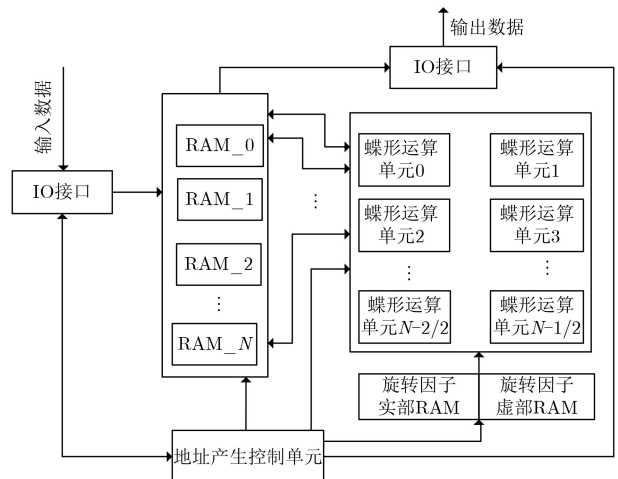 输出数据
IO接口
输入数据
IO接口
RAM_0
RAM_1
RAM_2
⋮
RAM_N
⋮
蝶形运算
单元0
蝶形运算
单元1
蝶形运算
单元2
蝶形运算
单元3
⋮
⋮
蝶形运算
单元N-2/2
蝶形运算
单元N-1/2
旋转因子
实部RAM
旋转因子
虚部RAM
地址产生控制单元